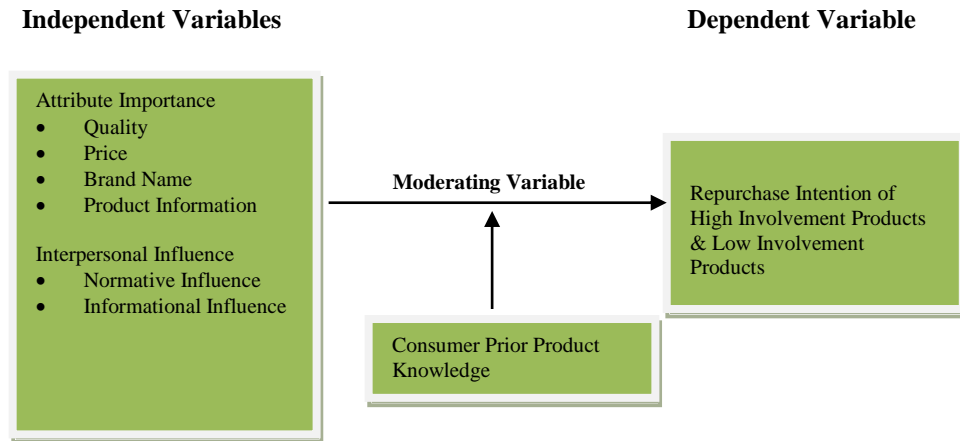 Independent Variables
Dependent Variable
Attribute Importance
• Quality
• Price
• Brand Name
• Product Information
Interpersonal Influence
• Normative Influence
• Informational Influence
Moderating Variable
Consumer Prior Product
Knowledge
Repurchase Intention of
High Involvement Products
& Low Involvement
Products